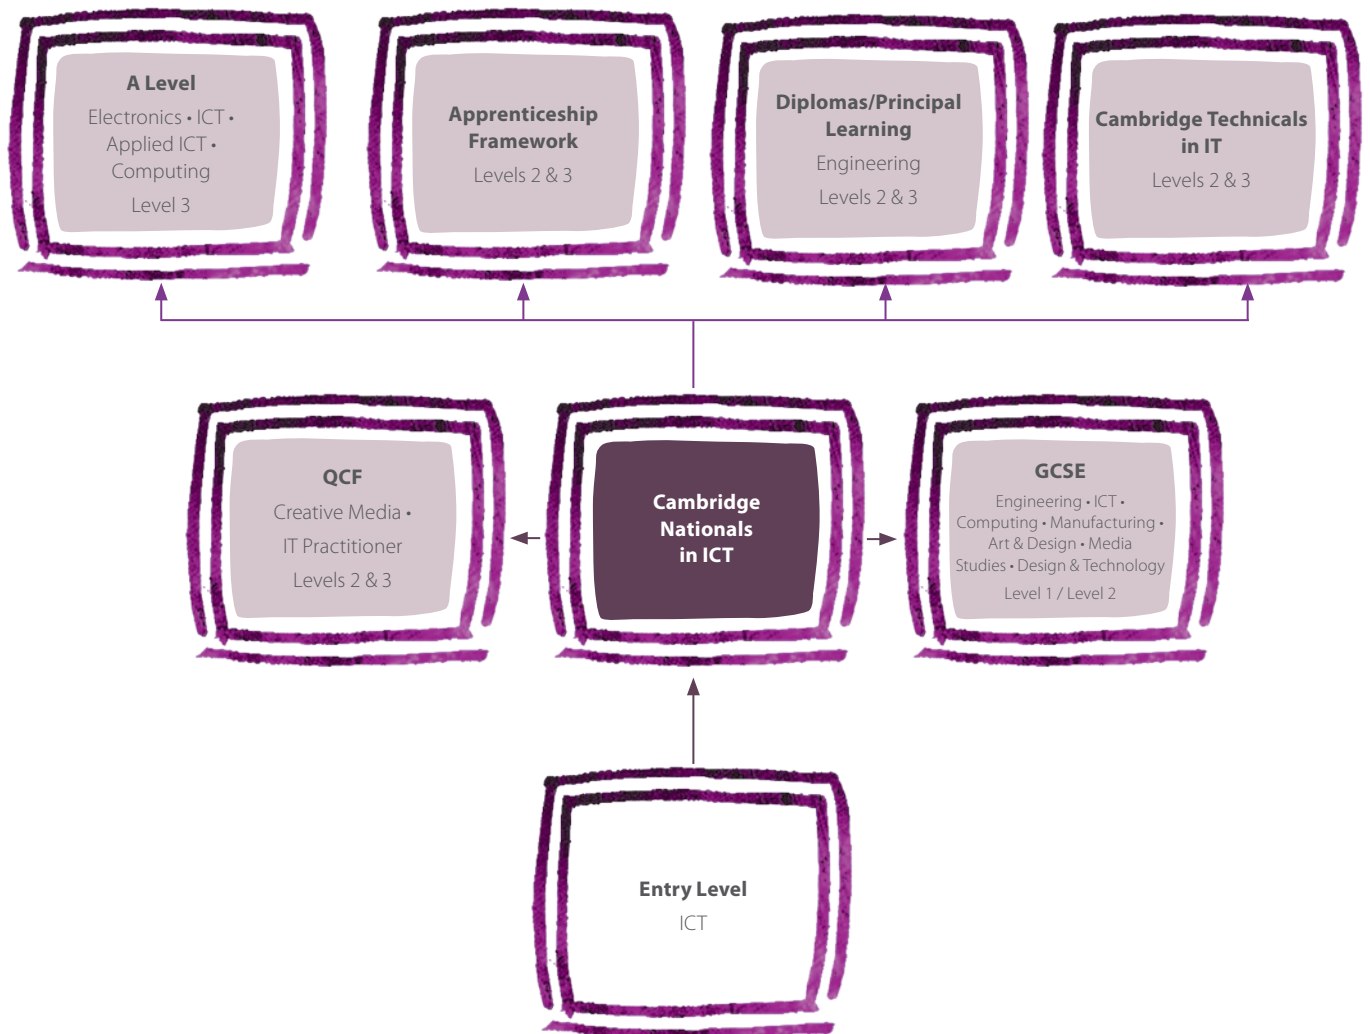 A Level
Electronics • ICT •
Applied ICT •
Computing
Level 3
Apprenticeship
Framework
Levels 2 & 3
Diplomas/Principal
Learning
Engineering
Levels 2 & 3
Cambridge Technicals
in IT
Levels 2 & 3
QCF
Creative Media •
IT Practitioner
Levels 2 & 3
Cambridge
Nationals
in ICT
GCSE
Engineering • ICT •
Computing • Manufacturing •
Art & Design • Media
Studies • Design & Technology
Level 1 / Level 2
Entry Level
ICT